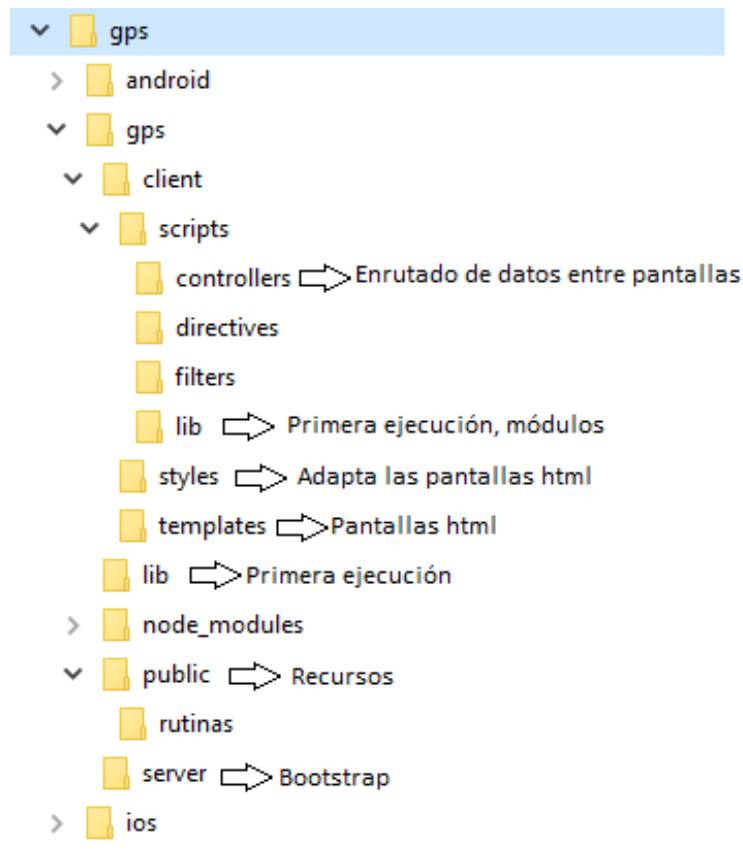 gps
android
gps
client
scripts
controllers Enrutado de datos entre pantallas
directives
filters
lib Primera ejecución, módulos
styles Adapta las pantallas html
templates Pantallas html
lib Primera ejecución
node_modules
public Recursos
rutinas
server Bootstrap
ios